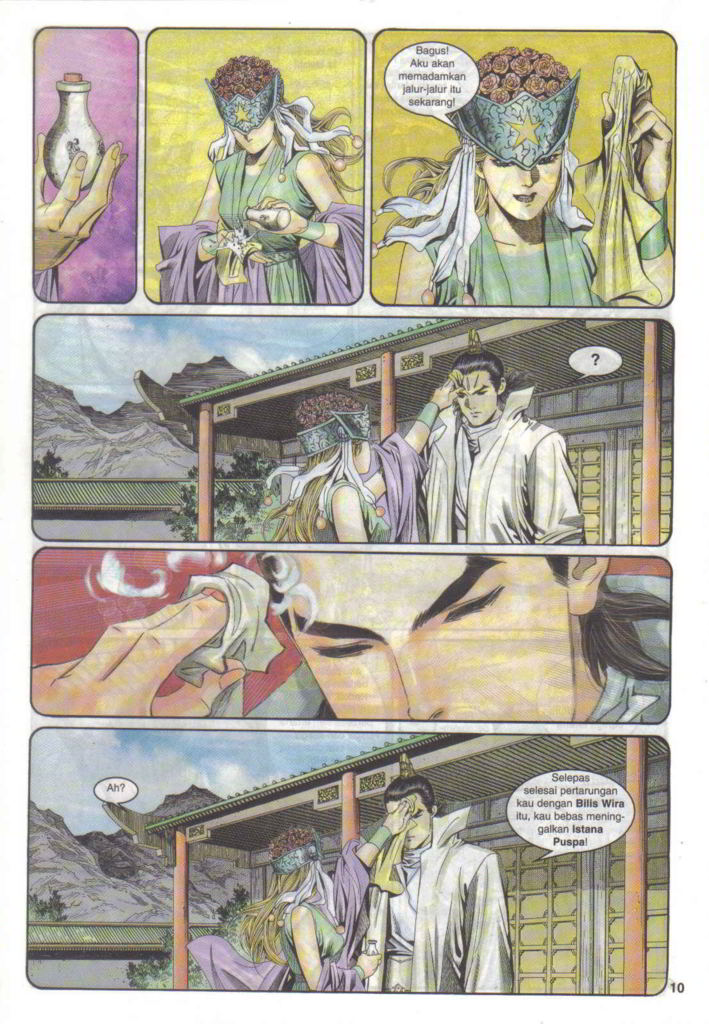 Bagus!
Aku akan
memadamkan
jalur-jalur itu
sekarang!
?
Ah?
Selepas
selesai pertarungan
kau dengan Bilis Wira
itu, kau bebas mening-
galkan Istana
Puspa!
10